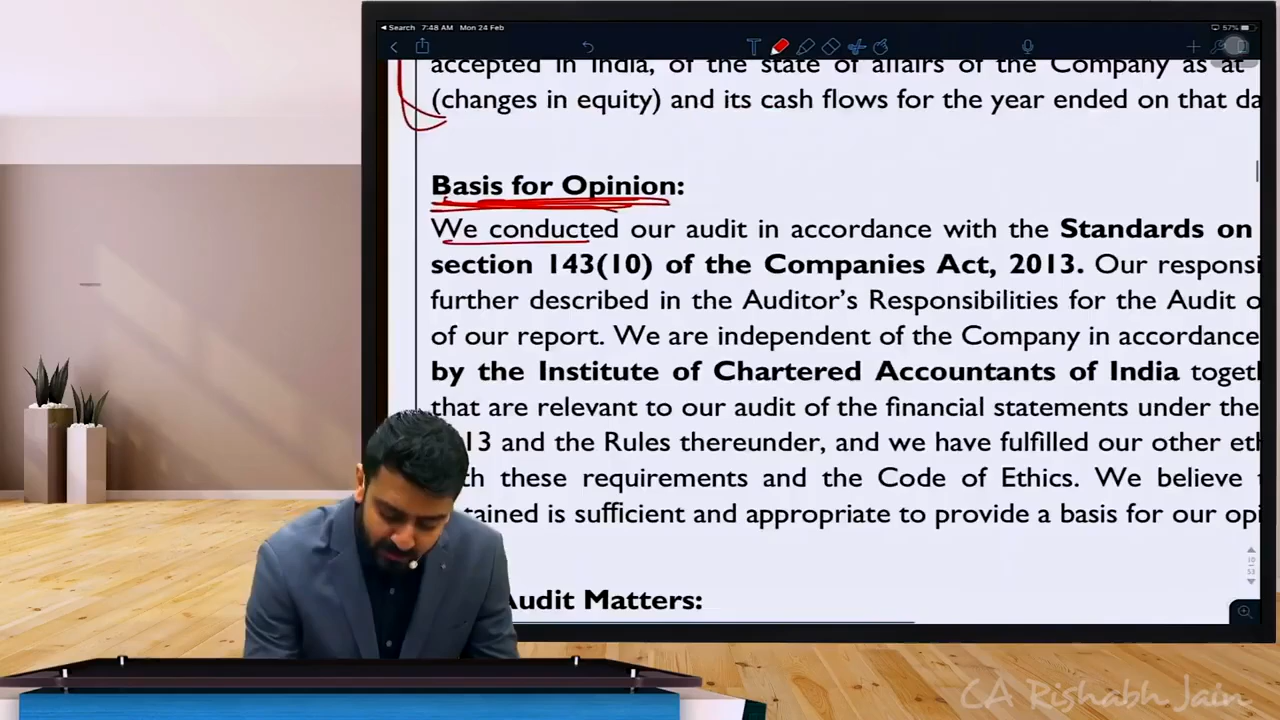 Search 7:48 AM Mon 24 Feb
57%
accepted in India, of the state of affairs of the Company as at
(changes in equity) and its cash flows for the year ended on that da
Basis for Opinion:
We conducted our audit in accordance with the Standards on
section 143(10) of the Companies Act, 2013. Our responsi
further described in the Auditor's Responsibilities for the Audit o
of our report. We are independent of the Company in accordance
by the Institute of Chartered Accountants of India toget
that are relevant to our audit of the financial statements under the
13 and the Rules thereunder, and we have fulfilled our other et
these requirements and the Code of Ethics. We believe
tained is sufficient and appropriate to provide a basis for our opi
Audit Matters:
10
53
CA Rishabh Jain